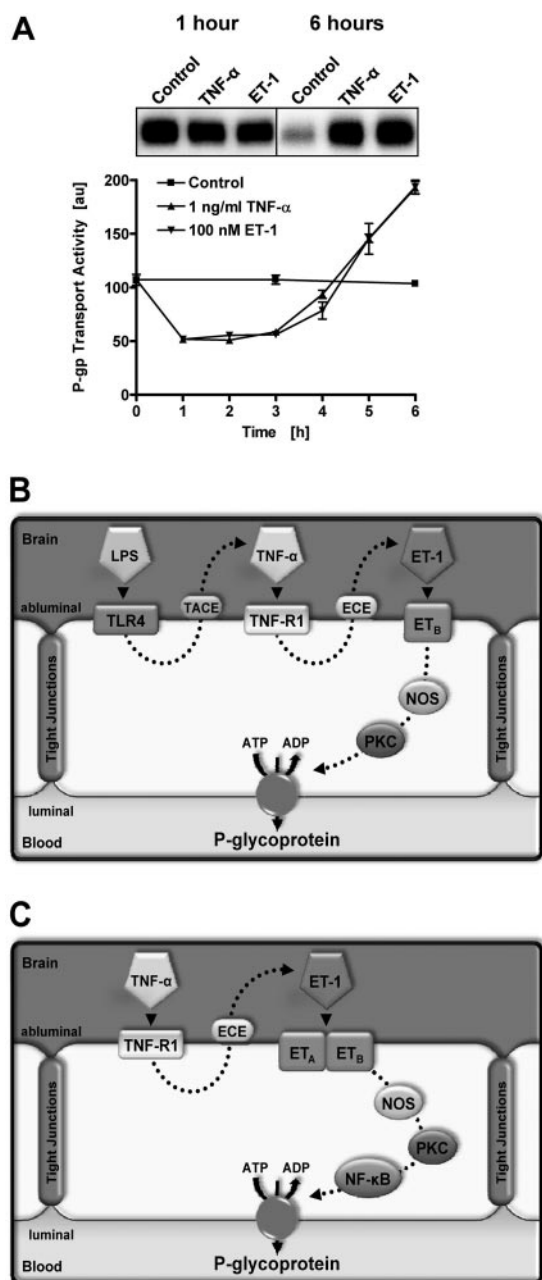 A
1 hour 6 hours
Control TNF-α ET-1 Control TNF-α ET-1
200
150
100
50
0
P-gp Transport Activity [au]
Control
1 ng/ml TNF-α
100 nM ET-1
0 1 2 3 4 5 6
Time [h]
B
Brain
LPS TNF-α ET-1
abluminal
TLR4 TACE TNF-R1 ECE ETB
Tight Junctions Tight Junctions
NOS
PKC
ATP ADP
luminal
P-glycoprotein
Blood
C
Brain
TNF-α ET-1
abluminal
TNF-R1 ECE ETA ETB
Tight Junctions Tight Junctions
NOS
PKC
NF-κB
ATP ADP
luminal
P-glycoprotein
Blood